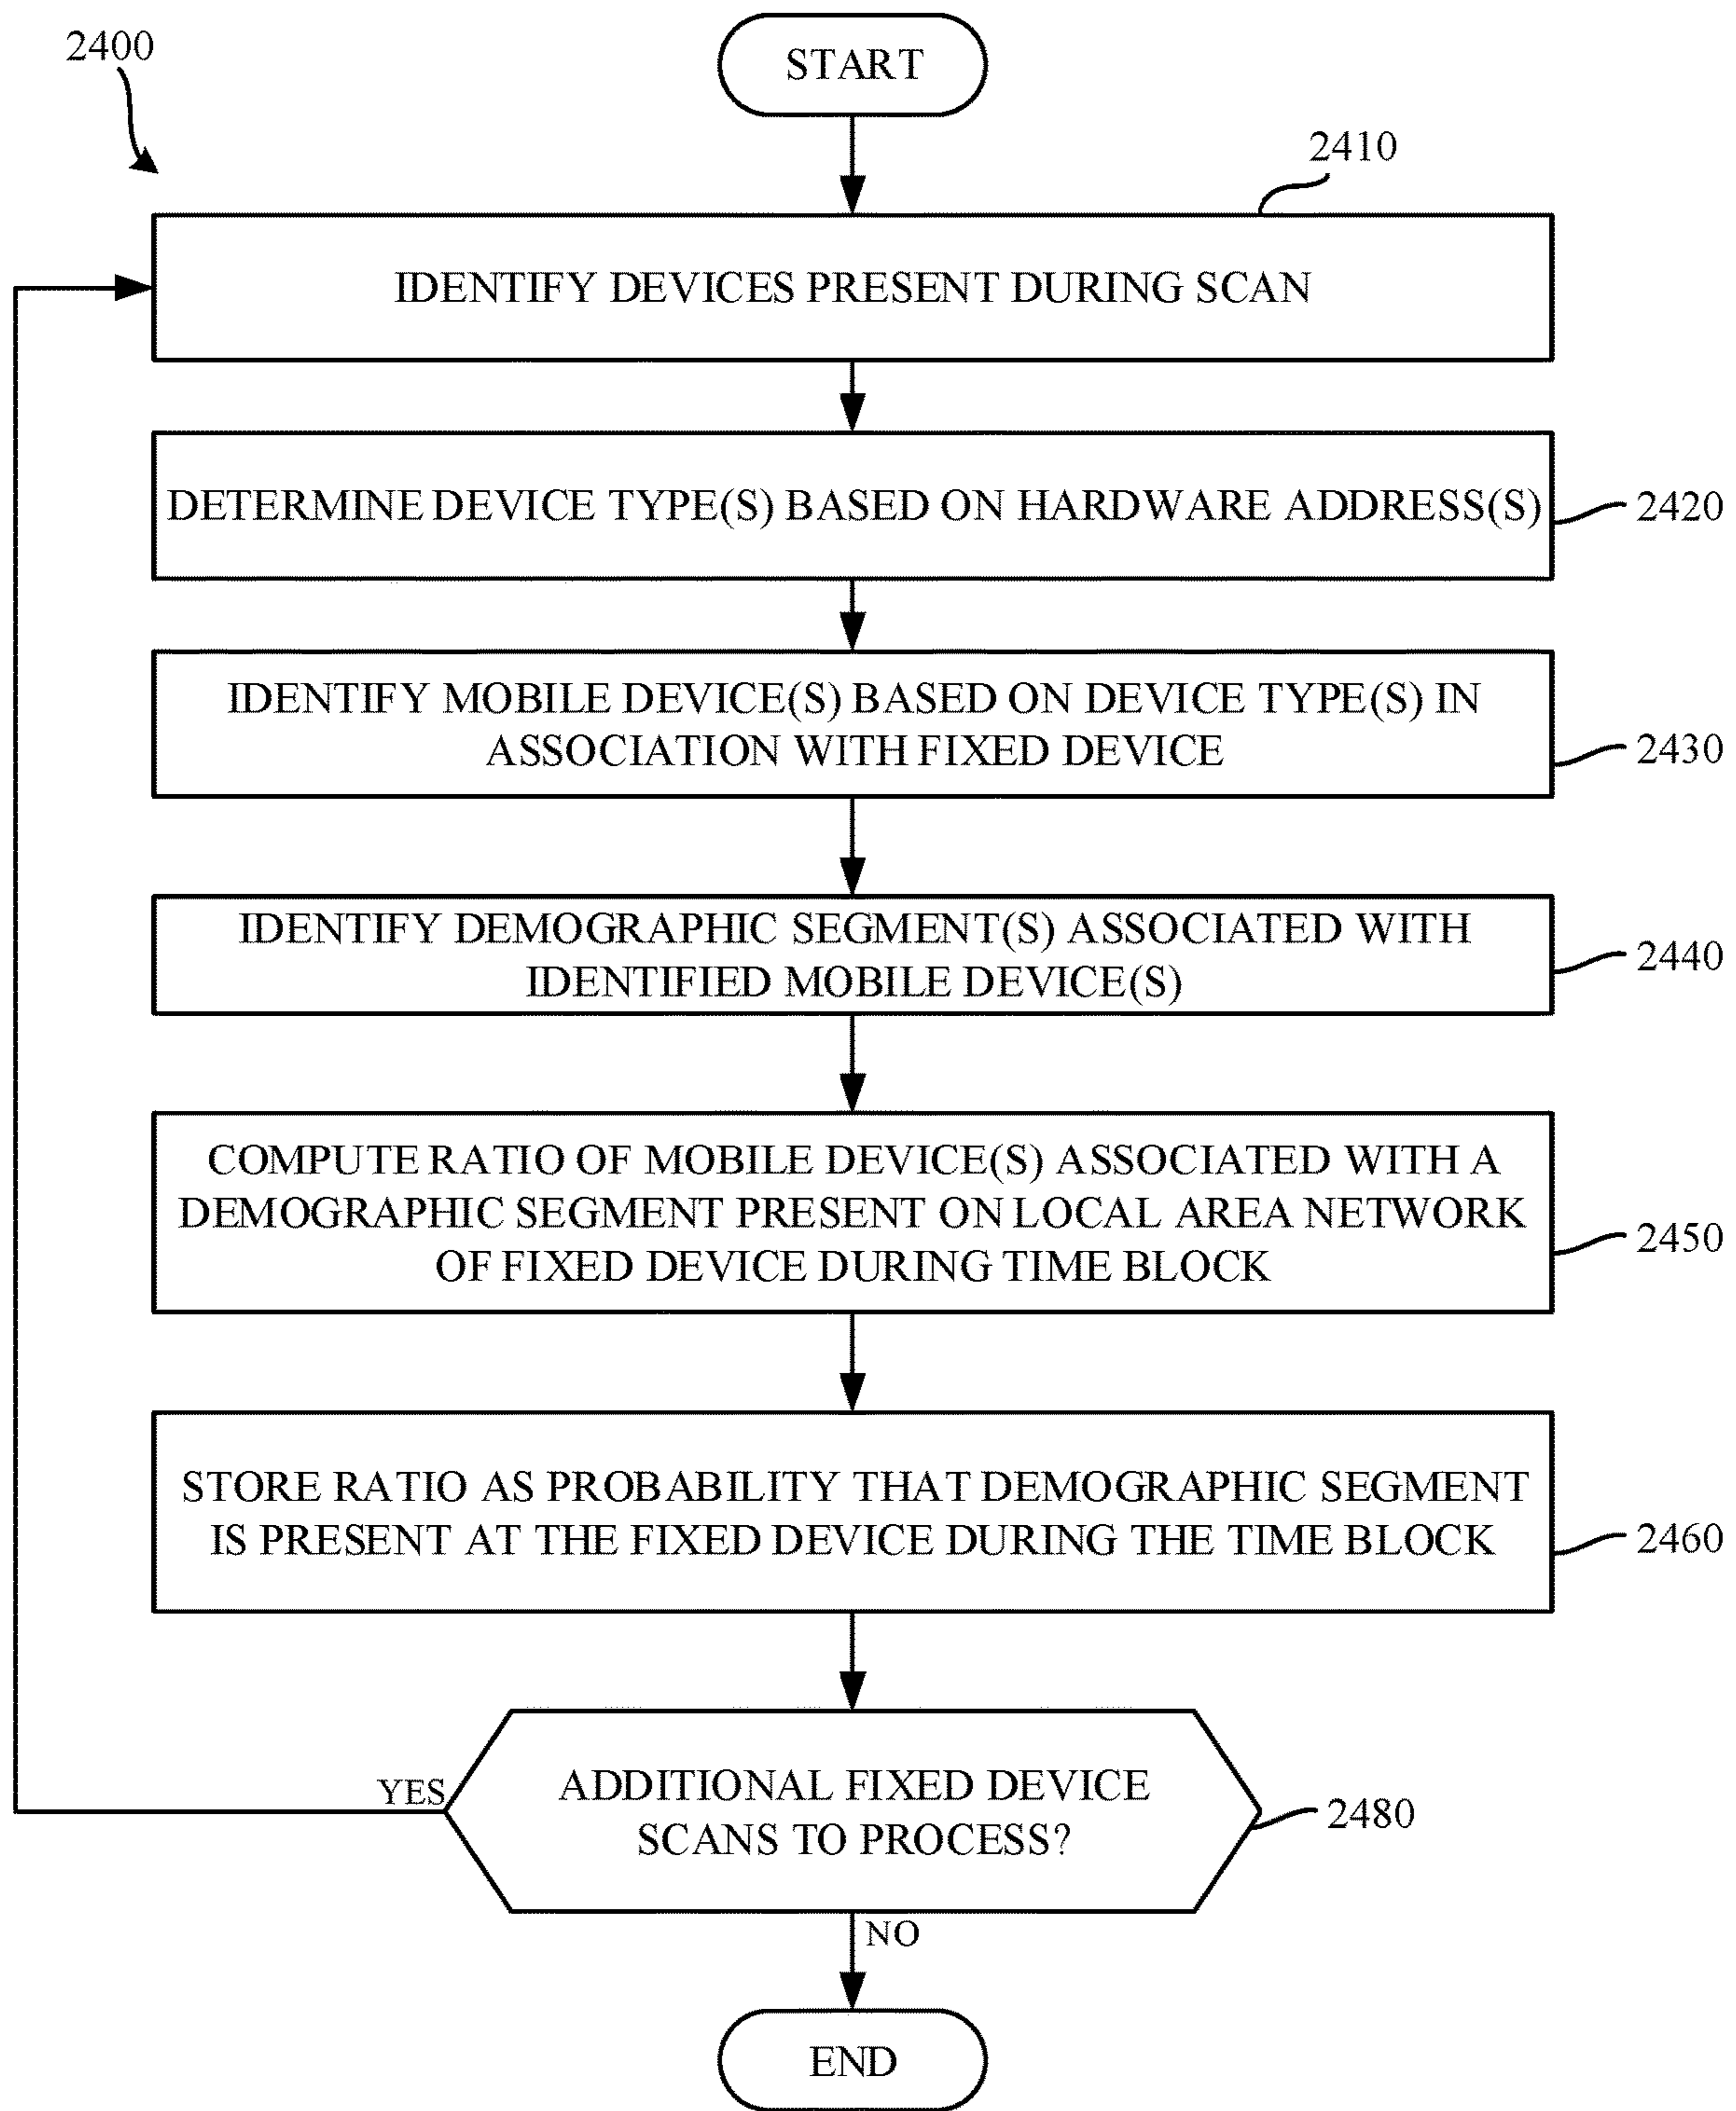 2400
START
2410
IDENTIFY DEVICES PRESENT DURING SCAN
DETERMINE DEVICE TYPE(S) BASED ON HARDWARE ADDRESS(S)
2420
IDENTIFY MOBILE DEVICE(S) BASED ON DEVICE TYPE(S) IN
ASSOCIATION WITH FIXED DEVICE
2430
IDENTIFY DEMOGRAPHIC SEGMENT(S) ASSOCIATED WITH
IDENTIFIED MOBILE DEVICE(S)
2440
COMPUTE RATIO OF MOBILE DEVICE(S) ASSOCIATED WITH A
DEMOGRAPHIC SEGMENT PRESENT ON LOCAL AREA NETWORK
OF FIXED DEVICE DURING TIME BLOCK
2450
STORE RATIO AS PROBABILITY THAT DEMOGRAPHIC SEGMENT
IS PRESENT AT THE FIXED DEVICE DURING THE TIME BLOCK
2460
YES
ADDITIONAL FIXED DEVICE
SCANS TO PROCESS?
2480
NO
END